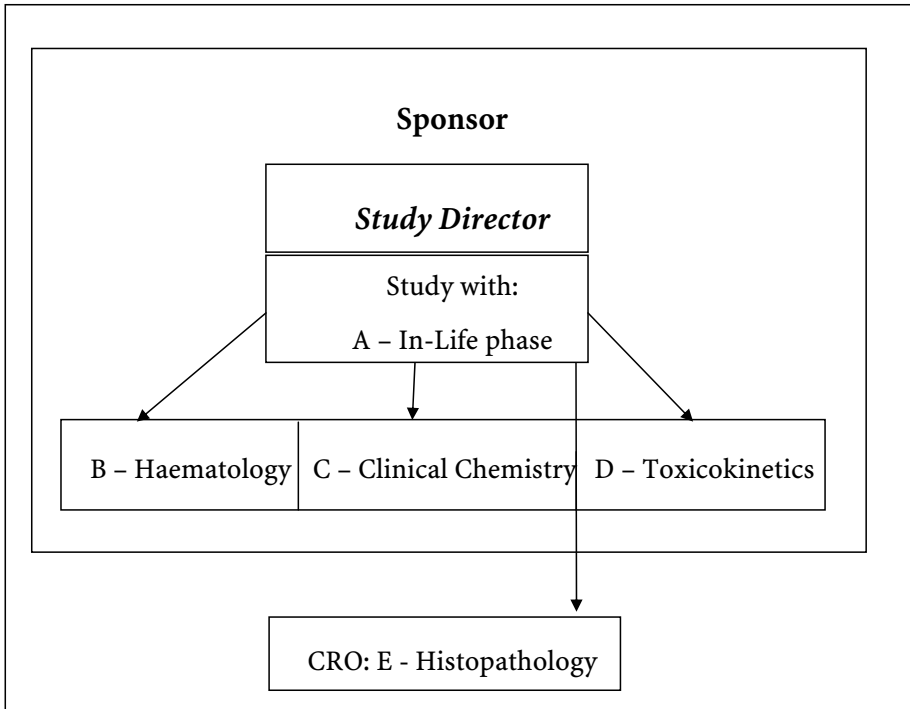 Sponsor
Study Director
Study with:
A – In-Life phase
B – Haematology
C – Clinical Chemistry
D – Toxicokinetics
CRO: E - Histopathology